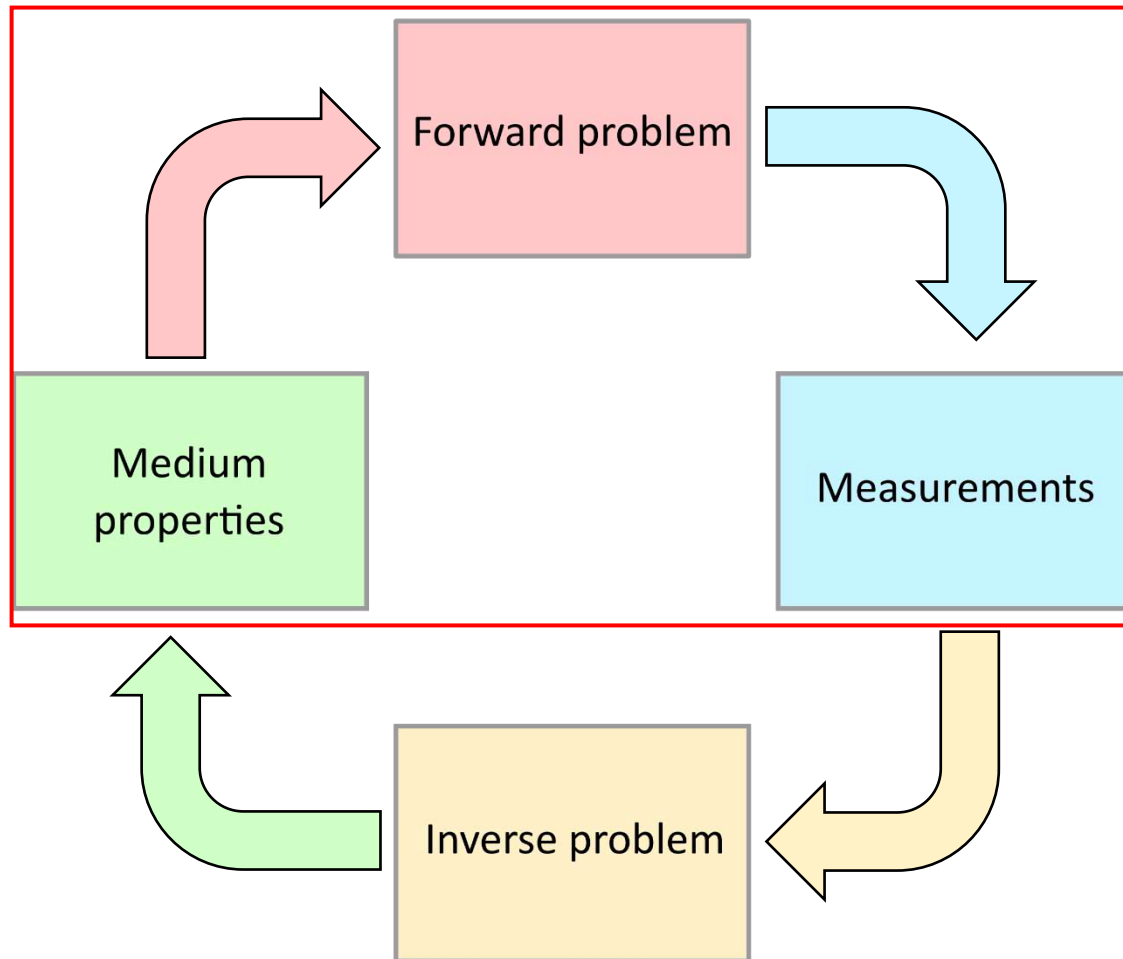 Forward problem
Medium
properties
Measurements
Inverse problem